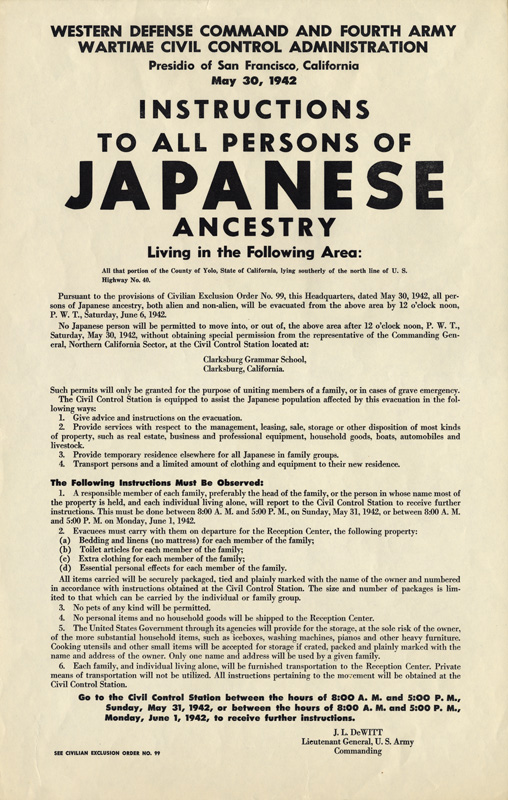 WESTERN DEFENSE COMMAND AND FOURTH ARMY
WARTIME CIVIL CONTROL ADMINISTRATION
Presidio of San Francisco, California
May 30, 1942
INSTRUCTIONS
TO ALL PERSONS OF
JAPANESE
ANCESTRY
Living in the Following Area:
All that portion of the County of Yolo, State of California, lying southerly of the north line of U. S.
Highway No. 40.
Pursuant to the provisions of Civilian Exclusion Order No. 99, this Headquarters, dated May 30, 1942, all per-
sons of Japanese ancestry, both alien and non-alien, will be evacuated from the above area by 12 o'clock noon,
P. W. T., Saturday, June 6, 1942.
No Japanese person will be permitted to move into, or out of, the above area after 12 o'clock noon, P. W. T.,
Saturday, May 30, 1942, without obtaining special permission from the representative of the Commanding Gen-
eral, Northern California Sector, at the Civil Control Station located at:
Clarksburg Grammar School,
Clarksburg, California.
Such permits will only be granted for the purpose of uniting members of a family, or in cases of grave emergency.
The Civil Control Station is equipped to assist the Japanese population affected by this evacuation in the fol-
lowing ways:
1. Give advice and instructions on the evacuation.
2. Provide services with respect to the management, leasing, sale, storage or other disposition of most kinds
of property, such as real estate, business and professional equipment, household goods, boats, automobiles and
livestock.
3. Provide temporary residence elsewhere for all Japanese in family groups.
4. Transport persons and a limited amount of clothing and equipment to their new residence.
The Following Instructions Must Be Observed:
1. A responsible member of each family, preferably the head of the family, or the person in whose name most of
the property is held, and each individual living alone, will report to the Civil Control Station to receive further
instructions. This must be done between 8:00 A. M. and 5:00 P. M., on Sunday, May 31, 1942, or between 8:00 A. M.
and 5:00 P. M. on Monday, June 1, 1942.
2. Evacuees must carry with them on departure for the Reception Center, the following property:
(a) Bedding and linens (no mattress) for each member of the family;
(b) Toilet articles for each member of the family;
(c) Extra clothing for each member of the family;
(d) Essential personal effects for each member of the family.
All items carried will be securely packaged, tied and plainly marked with the name of the owner and numbered
in accordance with instructions obtained at the Civil Control Station. The size and number of packages is lim-
ited to that which can be carried by the individual or family group.
3. No pets of any kind will be permitted.
4. No personal items and no household goods will be shipped to the Reception Center.
5. The United States Government through its agencies will provide for the storage, at the sole risk of the owner,
of the more substantial household items, such as iceboxes, washing machines, pianos and other heavy furniture.
Cooking utensils and other small items will be accepted for storage if crated, packed and plainly marked with the
name and address of the owner. Only one name and address will be used by a given family.
6. Each family, and individual living alone, will be furnished transportation to the Reception Center. Private
means of transportation will not be utilized. All instructions pertaining to the movement will be obtained at the
Civil Control Station.
Go to the Civil Control Station between the hours of 8:00 A. M. and 5:00 P. M.,
Sunday, May 31, 1942, or between the hours of 8:00 A. M. and 5:00 P. M.,
Monday, June 1, 1942, to receive further instructions.
J. L. DeWITT
Lieutenant General, U. S. Army
Commanding
SEE CIVILIAN EXCLUSION ORDER NO. 99